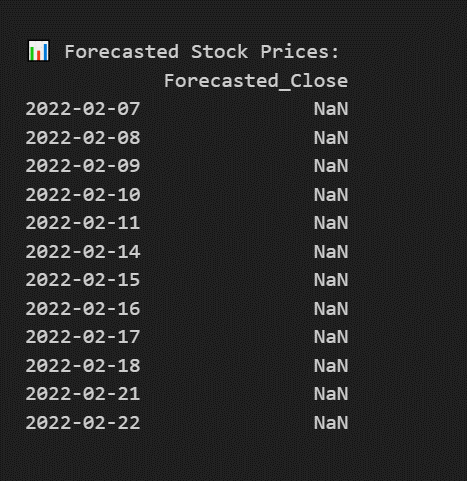 📊 Forecasted Stock Prices:
Forecasted_Close
2022-02-07 NaN
2022-02-08 NaN
2022-02-09 NaN
2022-02-10 NaN
2022-02-11 NaN
2022-02-14 NaN
2022-02-15 NaN
2022-02-16 NaN
2022-02-17 NaN
2022-02-18 NaN
2022-02-21 NaN
2022-02-22 NaN